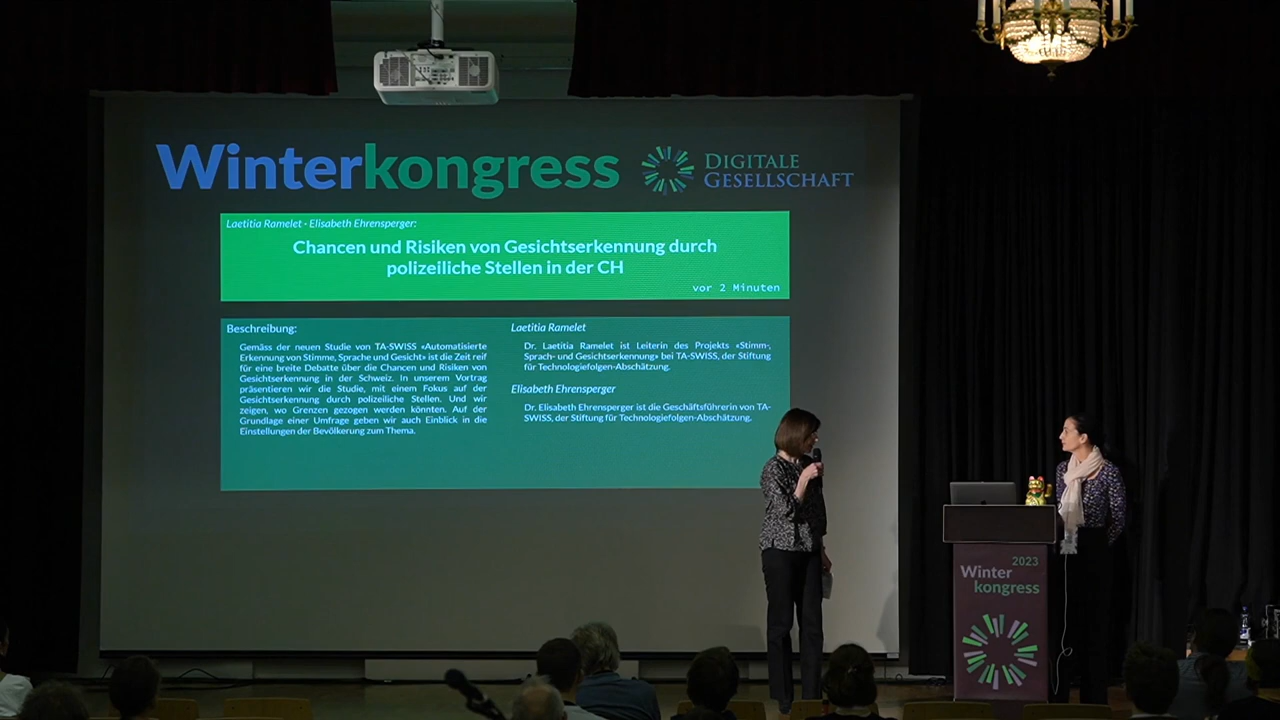 Winterkongress
DIGITALE
GESELLSCHAFT
Laetitia Ramelet - Elisabeth Ehrensperger:
Chancen und Risiken von Gesichtserkennung durch
polizeiliche Stellen in der CH
vor 2 Minuten
Beschreibung:
Gemäss der neuen Studie von TA-SWISS «Automatisierte
Erkennung von Stimme, Sprache und Gesicht» ist die Zeit reif
für eine breite Debatte über die Chancen und Risiken von
Gesichtserkennung in der Schweiz. In unserem Vortrag
präsentieren wir die Studie, mit einem Fokus auf der
Gesichtserkennung durch polizeiliche Stellen. Und wir
zeigen, wo Grenzen gezogen werden könnten. Auf der
Grundlage einer Umfrage geben wir auch Einblick in die
Einstellungen der Bevölkerung zum Thema.
Laetitia Ramelet
Dr. Laetitia Ramelet ist Leiterin des Projekts «Stimm-,
Sprach- und Gesichtserkennung» bei TA-SWISS, der Stiftung
für Technologiefolgen-Abschätzung.
Elisabeth Ehrensperger
Dr. Elisabeth Ehrensperger ist die Geschäftsführerin von TA-
SWISS, der Stiftung für Technologiefolgen-Abschätzung.
2023
Winter
kongress